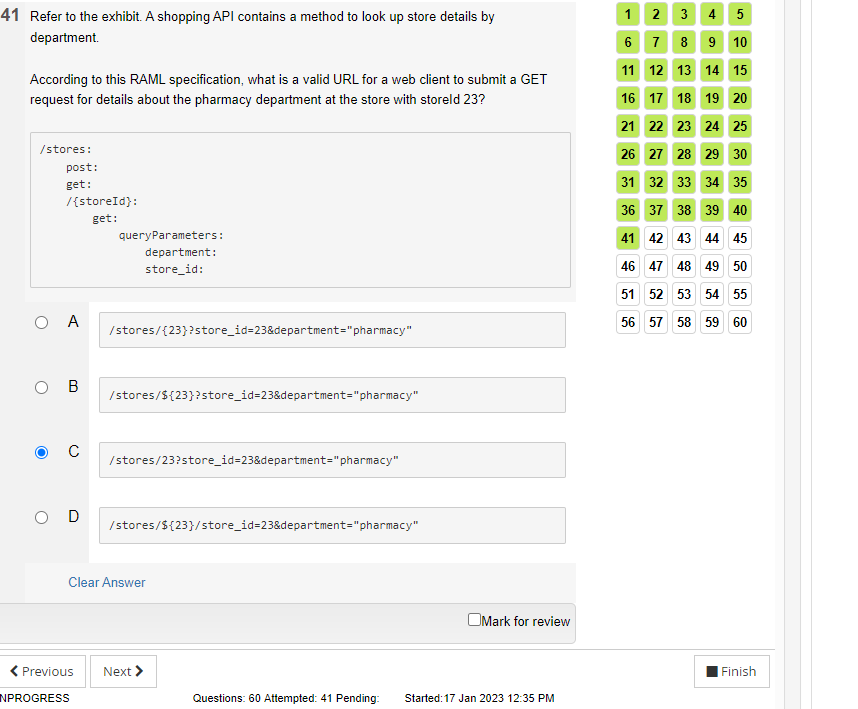 41 Refer to the exhibit. A shopping API contains a method to look up store details by
department.
According to this RAML specification, what is a valid URL for a web client to submit a GET
request for details about the pharmacy department at the store with storeId 23?
/stores:
post:
get:
/{storeId}:
get:
queryParameters:
department:
store_id:
A /stores/{23}?store_id=23&department="pharmacy"
B /stores/${23}?store_id=23&department="pharmacy"
C /stores/23?store_id=23&department="pharmacy"
D /stores/${23}/store_id=23&department="pharmacy"
Clear Answer
Mark for review
Previous Next Finish
NPROGRESS Questions: 60 Attempted: 41 Pending: Started:17 Jan 2023 12:35 PM
1 2 3 4 5
6 7 8 9 10
11 12 13 14 15
16 17 18 19 20
21 22 23 24 25
26 27 28 29 30
31 32 33 34 35
36 37 38 39 40
41 42 43 44 45
46 47 48 49 50
51 52 53 54 55
56 57 58 59 60